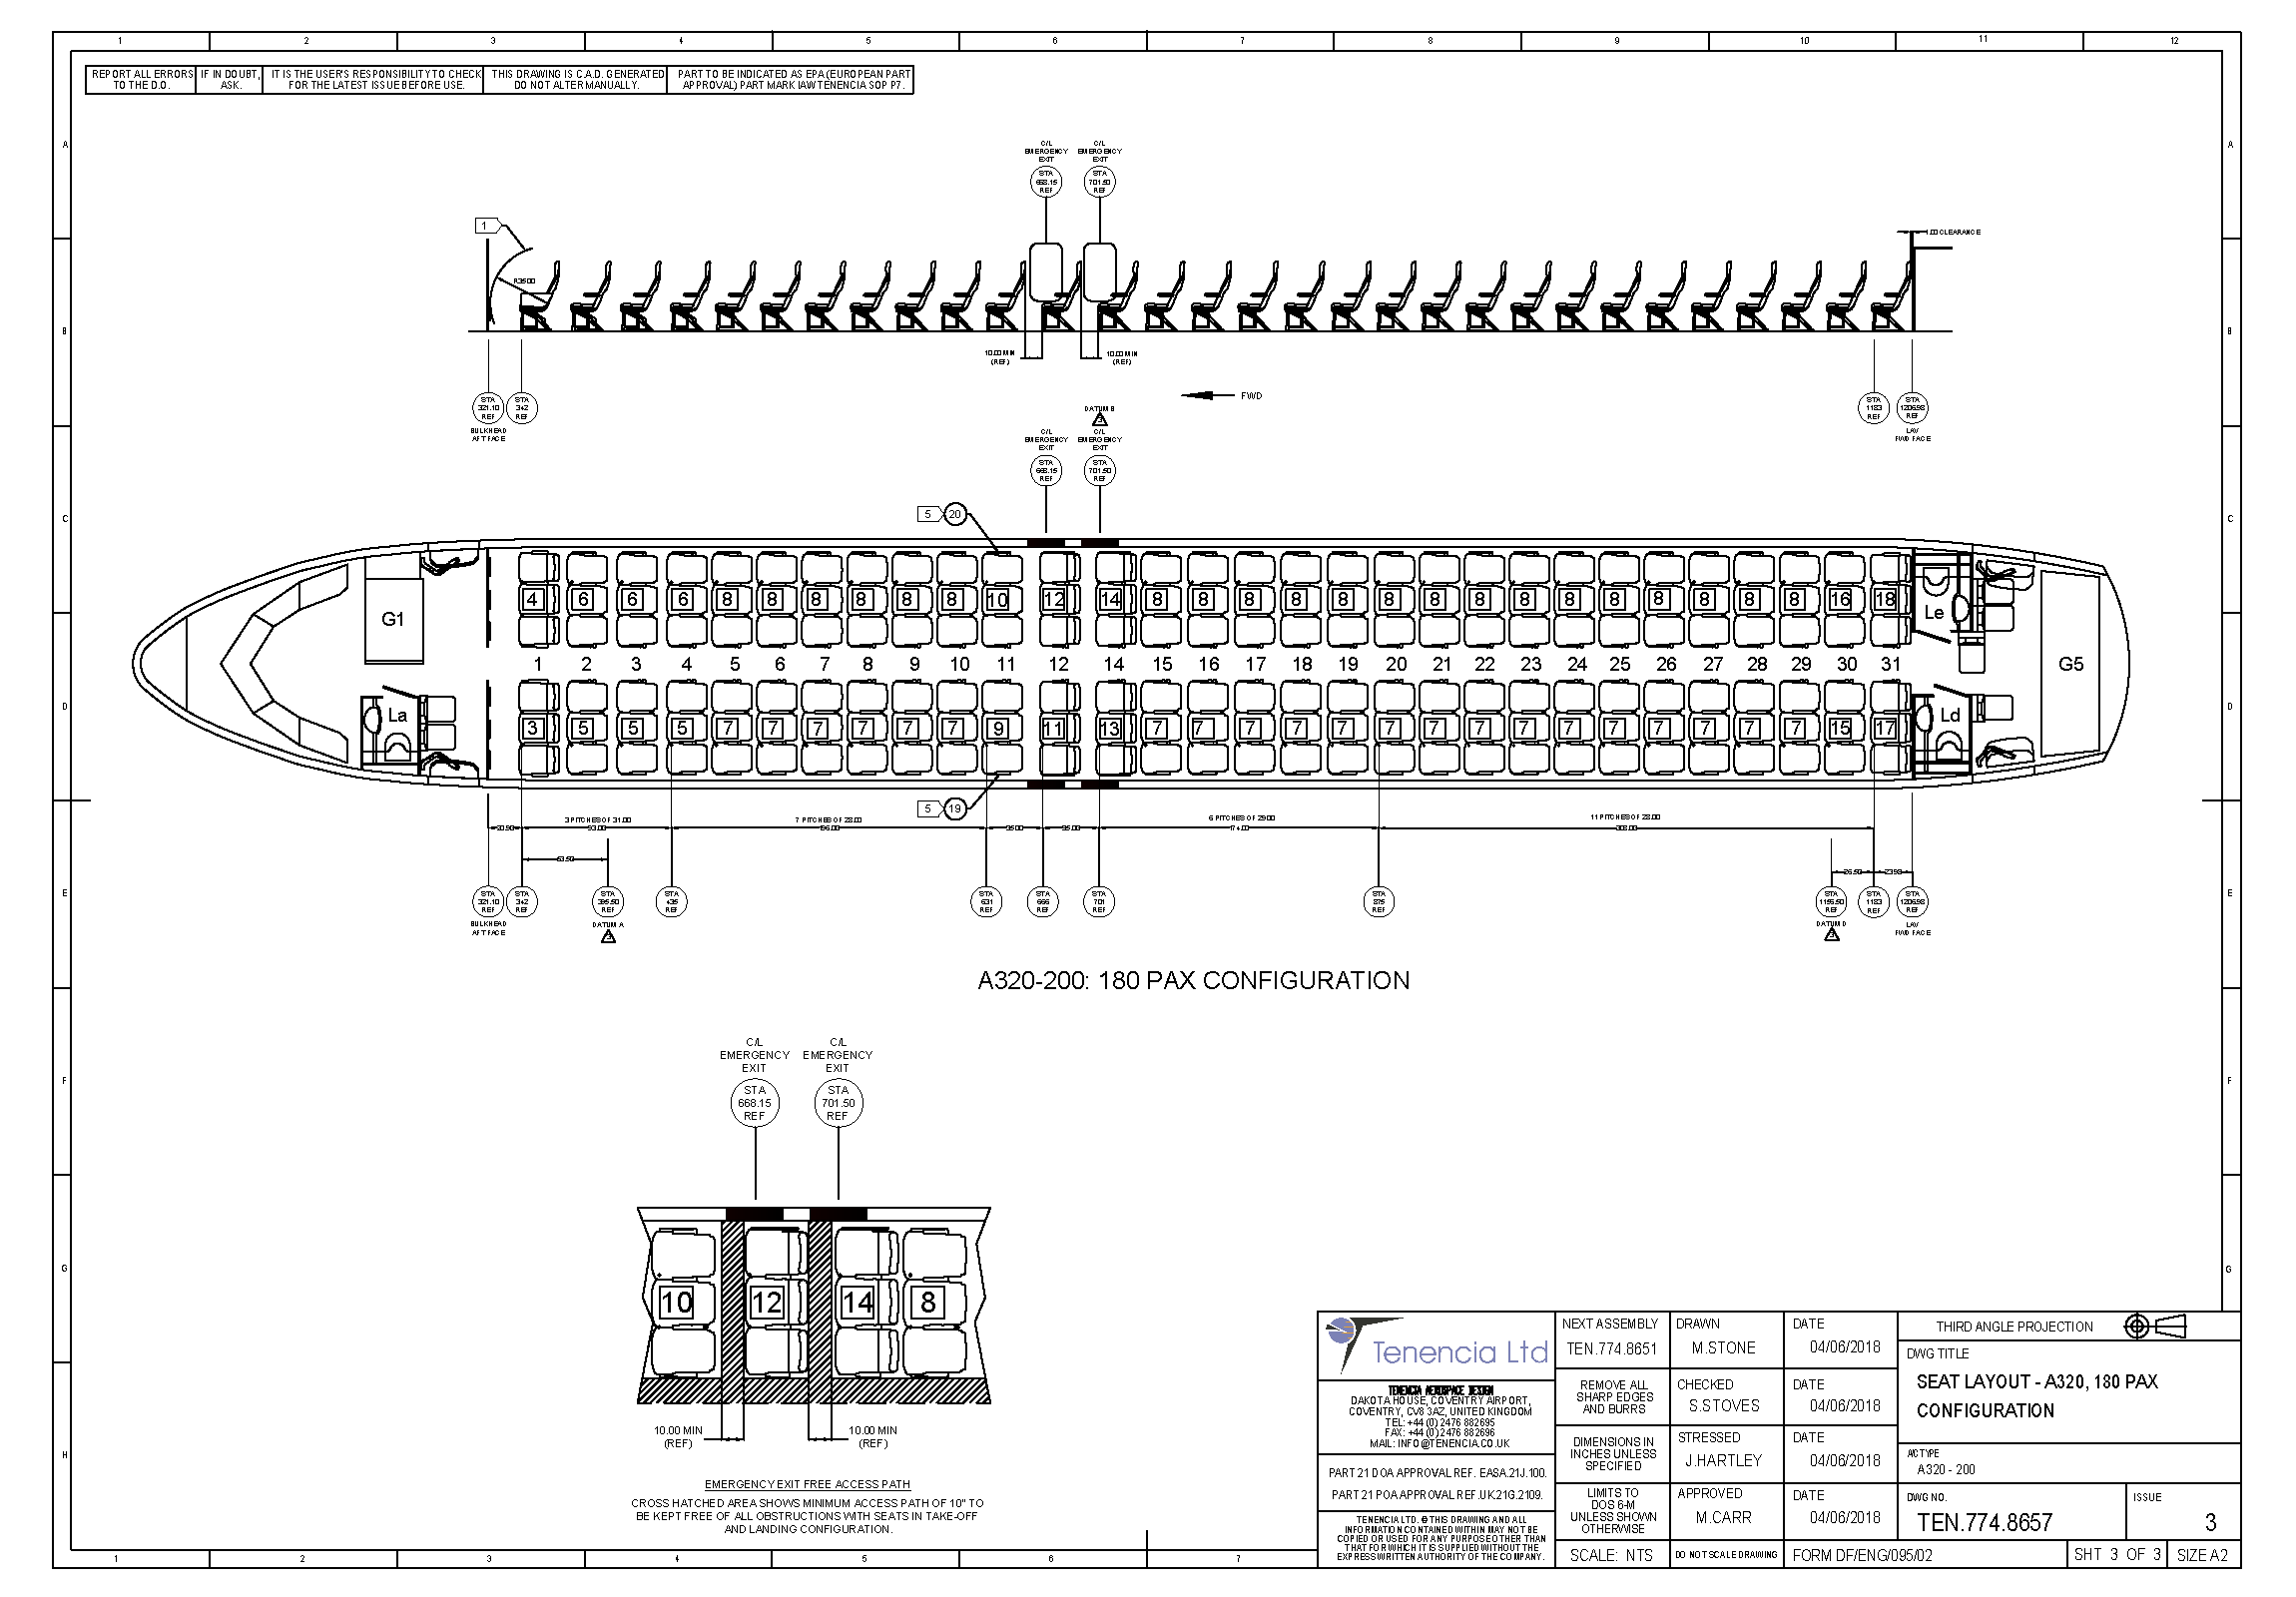 1 2 3 4 5 6 7 8 9 10 11 12
REPORT ALL ERRORS
TO THE D.O.
IF IN DOUBT,
ASK.
IT IS THE USER'S RESPONSIBILITY TO CHECK
FOR THE LATEST ISSUE BEFORE USE.
THIS DRAWING IS C.A.D. GENERATED
DO NOT ALTER MANUALLY.
PART TO BE INDICATED AS EPA (EUROPEAN PART
APPROVAL) PART MARK IAW TENENCIA SOP P7.
A A
C/L
EMERGENCY
EXIT
STA
668.15
REF
C/L
EMERGENCY
EXIT
STA
701.50
REF
1
R35.00
1.00 CLEARANCE
B B
10.00 MIN
(REF)
10.00 MIN
(REF)
FWD
STA
321.10
REF
BULKHEAD
AFT FACE
STA
342
REF
STA
1183
REF
STA
1206.98
REF
LAV
FWD FACE
DATUM B
3
C/L
EMERGENCY
EXIT
STA
668.15
REF
C/L
EMERGENCY
EXIT
STA
701.50
REF
C C
5 20
4 6 6 6 8 8 8 8 8 8 10 12 14 8 8 8 8 8 8 8 8 8 8 8 8 8 8 8 16 18
G1
Le
1 2 3 4 5 6 7 8 9 10 11 12 14 15 16 17 18 19 20 21 22 23 24 25 26 27 28 29 30 31
G5
La
Ld
D D
3 5 5 5 7 7 7 7 7 7 9 11 13 7 7 7 7 7 7 7 7 7 7 7 7 7 7 7 15 17
5 19
20.90
3 PITCHES OF 31.00
93.00
7 PITCHES OF 28.00
196.00
35.00
35.00
6 PITCHES OF 29.00
174.00
11 PITCHES OF 28.00
308.00
53.50
26.50
23.98
E E
STA
321.10
REF
BULKHEAD
AFT FACE
STA
342
REF
STA
395.50
REF
DATUM A
3
STA
435
REF
STA
631
REF
STA
666
REF
STA
701
REF
STA
875
REF
STA
1156.50
REF
DATUM D
3
STA
1183
REF
STA
1206.98
REF
LAV
FWD FACE
A320-200: 180 PAX CONFIGURATION
F F
C/L
EMERGENCY
EXIT
STA
668.15
REF
C/L
EMERGENCY
EXIT
STA
701.50
REF
G G
10 12 14 8
10.00 MIN
(REF)
10.00 MIN
(REF)
H
EMERGENCY EXIT FREE ACCESS PATH
CROSS HATCHED AREA SHOWS MINIMUM ACCESS PATH OF 10" TO
BE KEPT FREE OF ALL OBSTRUCTIONS WITH SEATS IN TAKE-OFF
AND LANDING CONFIGURATION.
Tenencia Ltd
TENENCIA AEROSPACE DESIGN
DAKOTA HOUSE, COVENTRY AIRPORT,
COVENTRY, CV8 3AZ, UNITED KINGDOM
TEL: +44 (0) 2476 882695
FAX: +44 (0) 2476 882696
MAIL: INFO@TENENCIA.CO.UK
PART 21 DOA APPROVAL REF. EASA.21J.100.
PART 21 POA APPROVAL REF.UK.21G.2109.
TENENCIA LTD. © THIS DRAWING AND ALL
INFORMATION CONTAINED WITHIN MAY NOT BE
COPIED OR USED FOR ANY PURPOSE OTHER THAN
THAT FOR WHICH IT IS SUPPLIED WITHOUT THE
EXPRESS WRITTEN AUTHORITY OF THE COMPANY.
NEXT ASSEMBLY
TEN.774.8651
REMOVE ALL
SHARP EDGES
AND BURRS
DIMENSIONS IN
INCHES UNLESS
SPECIFIED
LIMITS TO
DOS 6-M
UNLESS SHOWN
OTHERWISE
SCALE: NTS
DRAWN
M.STONE
CHECKED
S.STOVES
STRESSED
J.HARTLEY
APPROVED
M.CARR
DO NOT SCALE DRAWING
DATE
04/06/2018
DATE
04/06/2018
DATE
04/06/2018
DATE
04/06/2018
FORM DF/ENG/095/02
THIRD ANGLE PROJECTION
DWG TITLE
SEAT LAYOUT - A320, 180 PAX
CONFIGURATION
A/C TYPE
A320 - 200
DWG NO.
TEN.774.8657
ISSUE
3
SHT 3 OF 3
SIZE A2
1 2 3 4 5 6 7